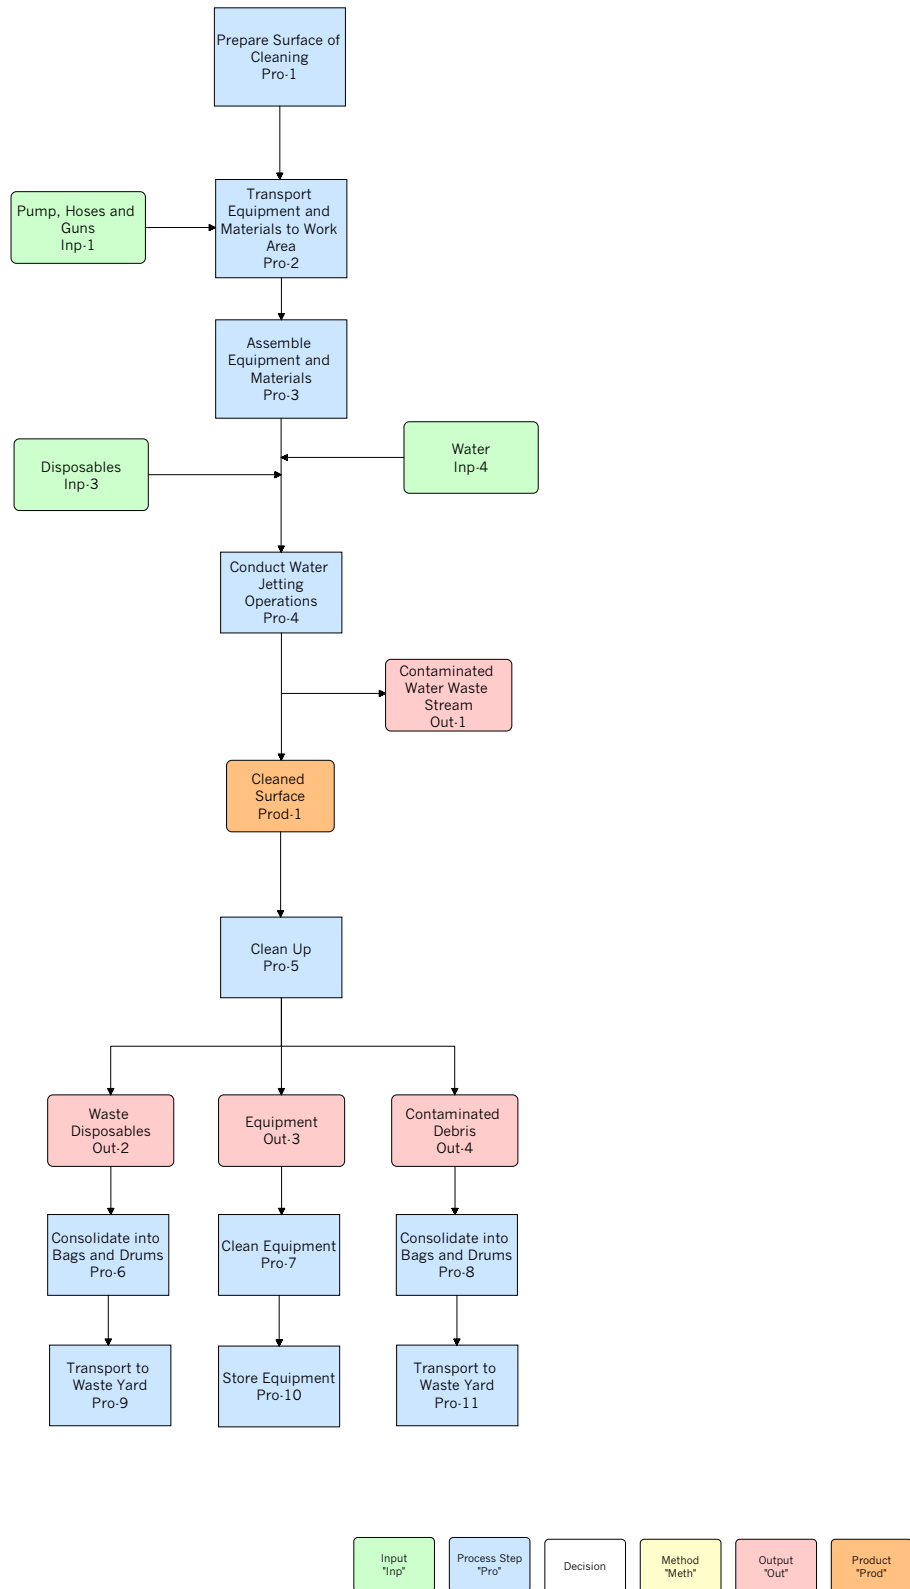 Prepare Surface of
Cleaning
Pro-1
Transport
Equipment and
Materials to Work
Area
Pro-2
Pump, Hoses and
Guns
Inp-1
Assemble
Equipment and
Materials
Pro-3
Water
Inp-4
Disposables
Inp-3
Conduct Water
Jetting
Operations
Pro-4
Contaminated
Water Waste
Stream
Out-1
Cleaned
Surface
Prod-1
Clean Up
Pro-5
Waste
Disposables
Out-2
Equipment
Out-3
Contaminated
Debris
Out-4
Consolidate into
Bags and Drums
Pro-6
Clean Equipment
Pro-7
Consolidate into
Bags and Drums
Pro-8
Transport to
Waste Yard
Pro-9
Store Equipment
Pro-10
Transport to
Waste Yard
Pro-11
Input
"Inp"
Process Step
"Pro"
Decision
Method
"Meth"
Output
"Out"
Product
"Prod"